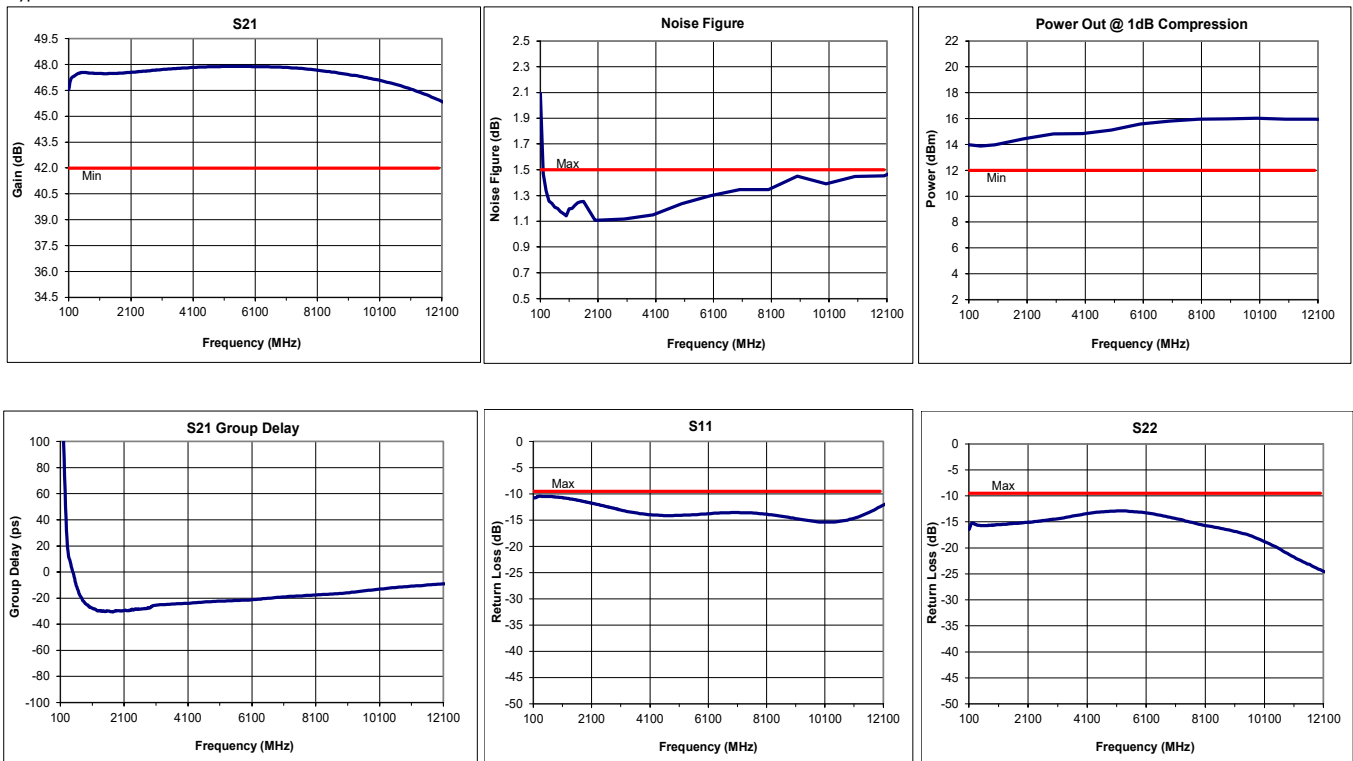 S21
49.5
48.0
46.5
45.0
43.5
42.0
40.5
39.0
37.5
36.0
34.5
Gain (dB)
Min
100 2100 4100 6100 8100 10100 12100
Frequency (MHz)
Noise Figure
2.5
2.3
2.1
1.9
1.7
1.5
1.3
1.1
0.9
0.7
0.5
Noise Figure (dB)
Max
100 2100 4100 6100 8100 10100 12100
Frequency (MHz)
Power Out @ 1dB Compression
22
20
18
16
14
12
10
8
6
4
2
Power (dBm)
Min
100 2100 4100 6100 8100 10100 12100
Frequency (MHz)
S21 Group Delay
100
80
60
40
20
0
-20
-40
-60
-80
-100
Group Delay (ps)
100 2100 4100 6100 8100 10100 12100
Frequency (MHz)
S11
0
-5
-10
-15
-20
-25
-30
-35
-40
-45
-50
Return Loss (dB)
Max
100 2100 4100 6100 8100 10100 12100
Frequency (MHz)
S22
0
-5
-10
-15
-20
-25
-30
-35
-40
-45
-50
Return Loss (dB)
Max
100 2100 4100 6100 8100 10100 12100
Frequency (MHz)